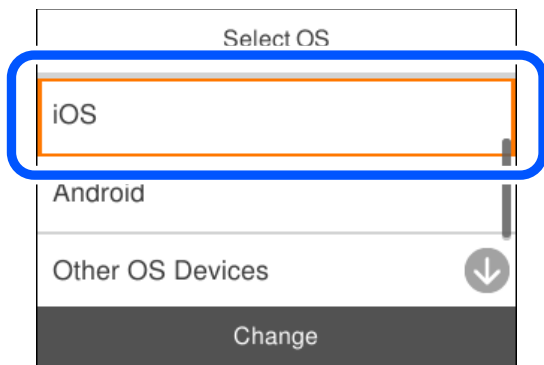 Select OS
iOS
Android
Other OS Devices
Change